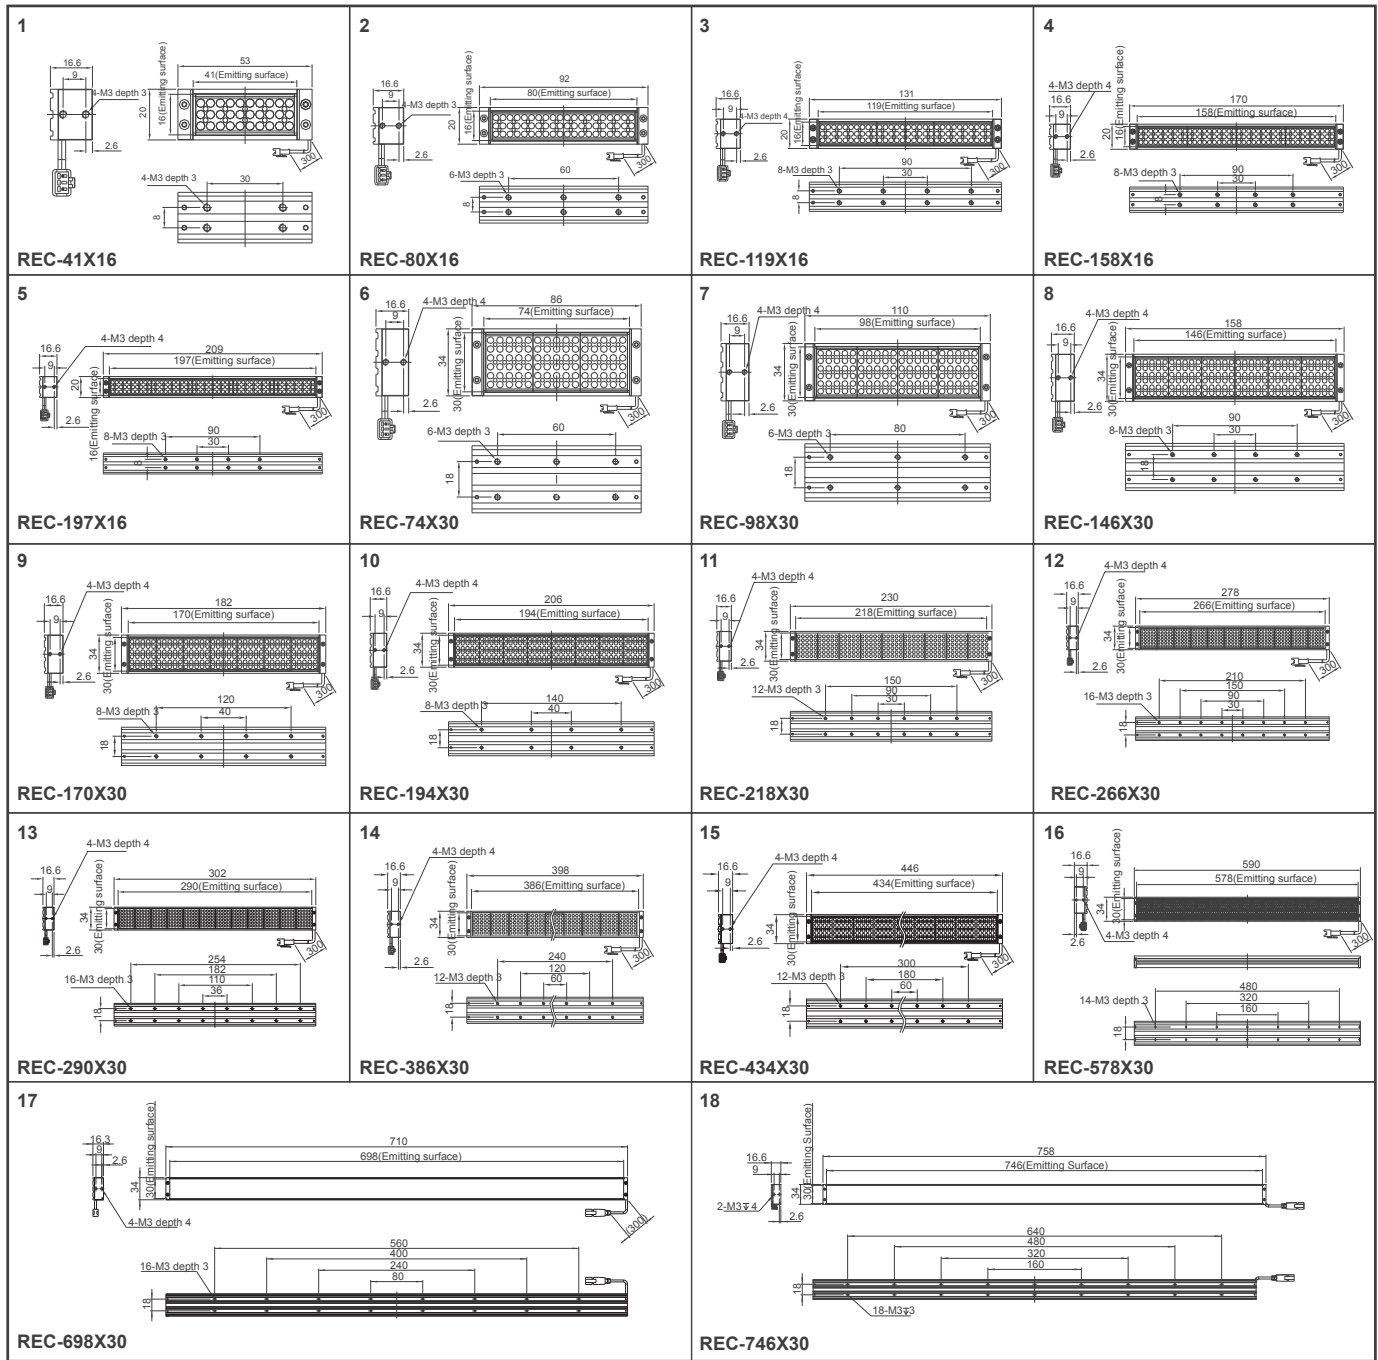 1
16.6
9
4-M3 depth 3
2.6
53
41(Emitting surface)
20
16(Emitting surface)
300
4-M3 depth 3
30
8
REC-41X16
2
16.6
9
4-M3 depth 3
2.6
92
80(Emitting surface)
20
16(Emitting surface)
300
6-M3 depth 3
60
8
REC-80X16
3
16.6
9
4-M3 depth 4
2.6
131
119(Emitting surface)
20
16(Emitting surface)
300
8-M3 depth 3
90
30
8
REC-119X16
4
4-M3 depth 4
16.6
9
2.6
170
158(Emitting surface)
20
16(Emitting surface)
300
8-M3 depth 3
90
30
8
REC-158X16
5
4-M3 depth 4
16.6
9
2.6
209
197(Emitting surface)
20
16(Emitting surface)
300
8-M3 depth 3
90
30
8
REC-197X16
6
4-M3 depth 4
16.6
9
2.6
86
74(Emitting surface)
34
30(Emitting surface)
300
6-M3 depth 3
60
18
REC-74X30
7
4-M3 depth 4
16.6
9
2.6
110
98(Emitting surface)
34
30(Emitting surface)
300
6-M3 depth 3
80
18
REC-98X30
8
4-M3 depth 4
16.6
9
2.6
158
146(Emitting surface)
34
30(Emitting surface)
300
8-M3 depth 3
90
30
18
REC-146X30
9
4-M3 depth 4
16.6
9
2.6
182
170(Emitting surface)
34
30(Emitting surface)
300
8-M3 depth 3
120
40
18
REC-170X30
10
4-M3 depth 4
16.6
9
2.6
206
194(Emitting surface)
34
30(Emitting surface)
300
8-M3 depth 3
140
40
18
REC-194X30
11
4-M3 depth 4
16.6
9
2.6
230
218(Emitting surface)
34
30(Emitting surface)
300
12-M3 depth 3
150
90
30
18
REC-218X30
12
4-M3 depth 4
16.6
9
2.6
278
266(Emitting surface)
34
30(Emitting surface)
300
16-M3 depth 3
210
150
90
30
18
REC-266X30
13
4-M3 depth 4
16.6
9
2.6
302
290(Emitting surface)
34
30(Emitting surface)
300
16-M3 depth 3
254
182
110
36
18
REC-290X30
14
4-M3 depth 4
16.6
9
2.6
398
386(Emitting surface)
34
30(Emitting surface)
300
12-M3 depth 3
240
120
60
18
REC-386X30
15
4-M3 depth 4
16.6
9
2.6
446
434(Emitting surface)
34
30(Emitting surface)
300
12-M3 depth 3
300
180
60
18
REC-434X30
16
16.6
9
2.6
4-M3 depth 4
590
578(Emitting surface)
34
30(Emitting surface)
300
14-M3 depth 3
480
320
160
18
REC-578X30
17
16.3
9
2.6
4-M3 depth 4
710
698(Emitting surface)
34
30(Emitting surface)
(300)
16-M3 depth 3
560
400
240
80
18
REC-698X30
18
16.6
9
2-M3↧4
2.6
758
746(Emitting Surface)
34
30(Emitting Surface)
640
480
320
160
18
18-M3↧3
REC-746X30